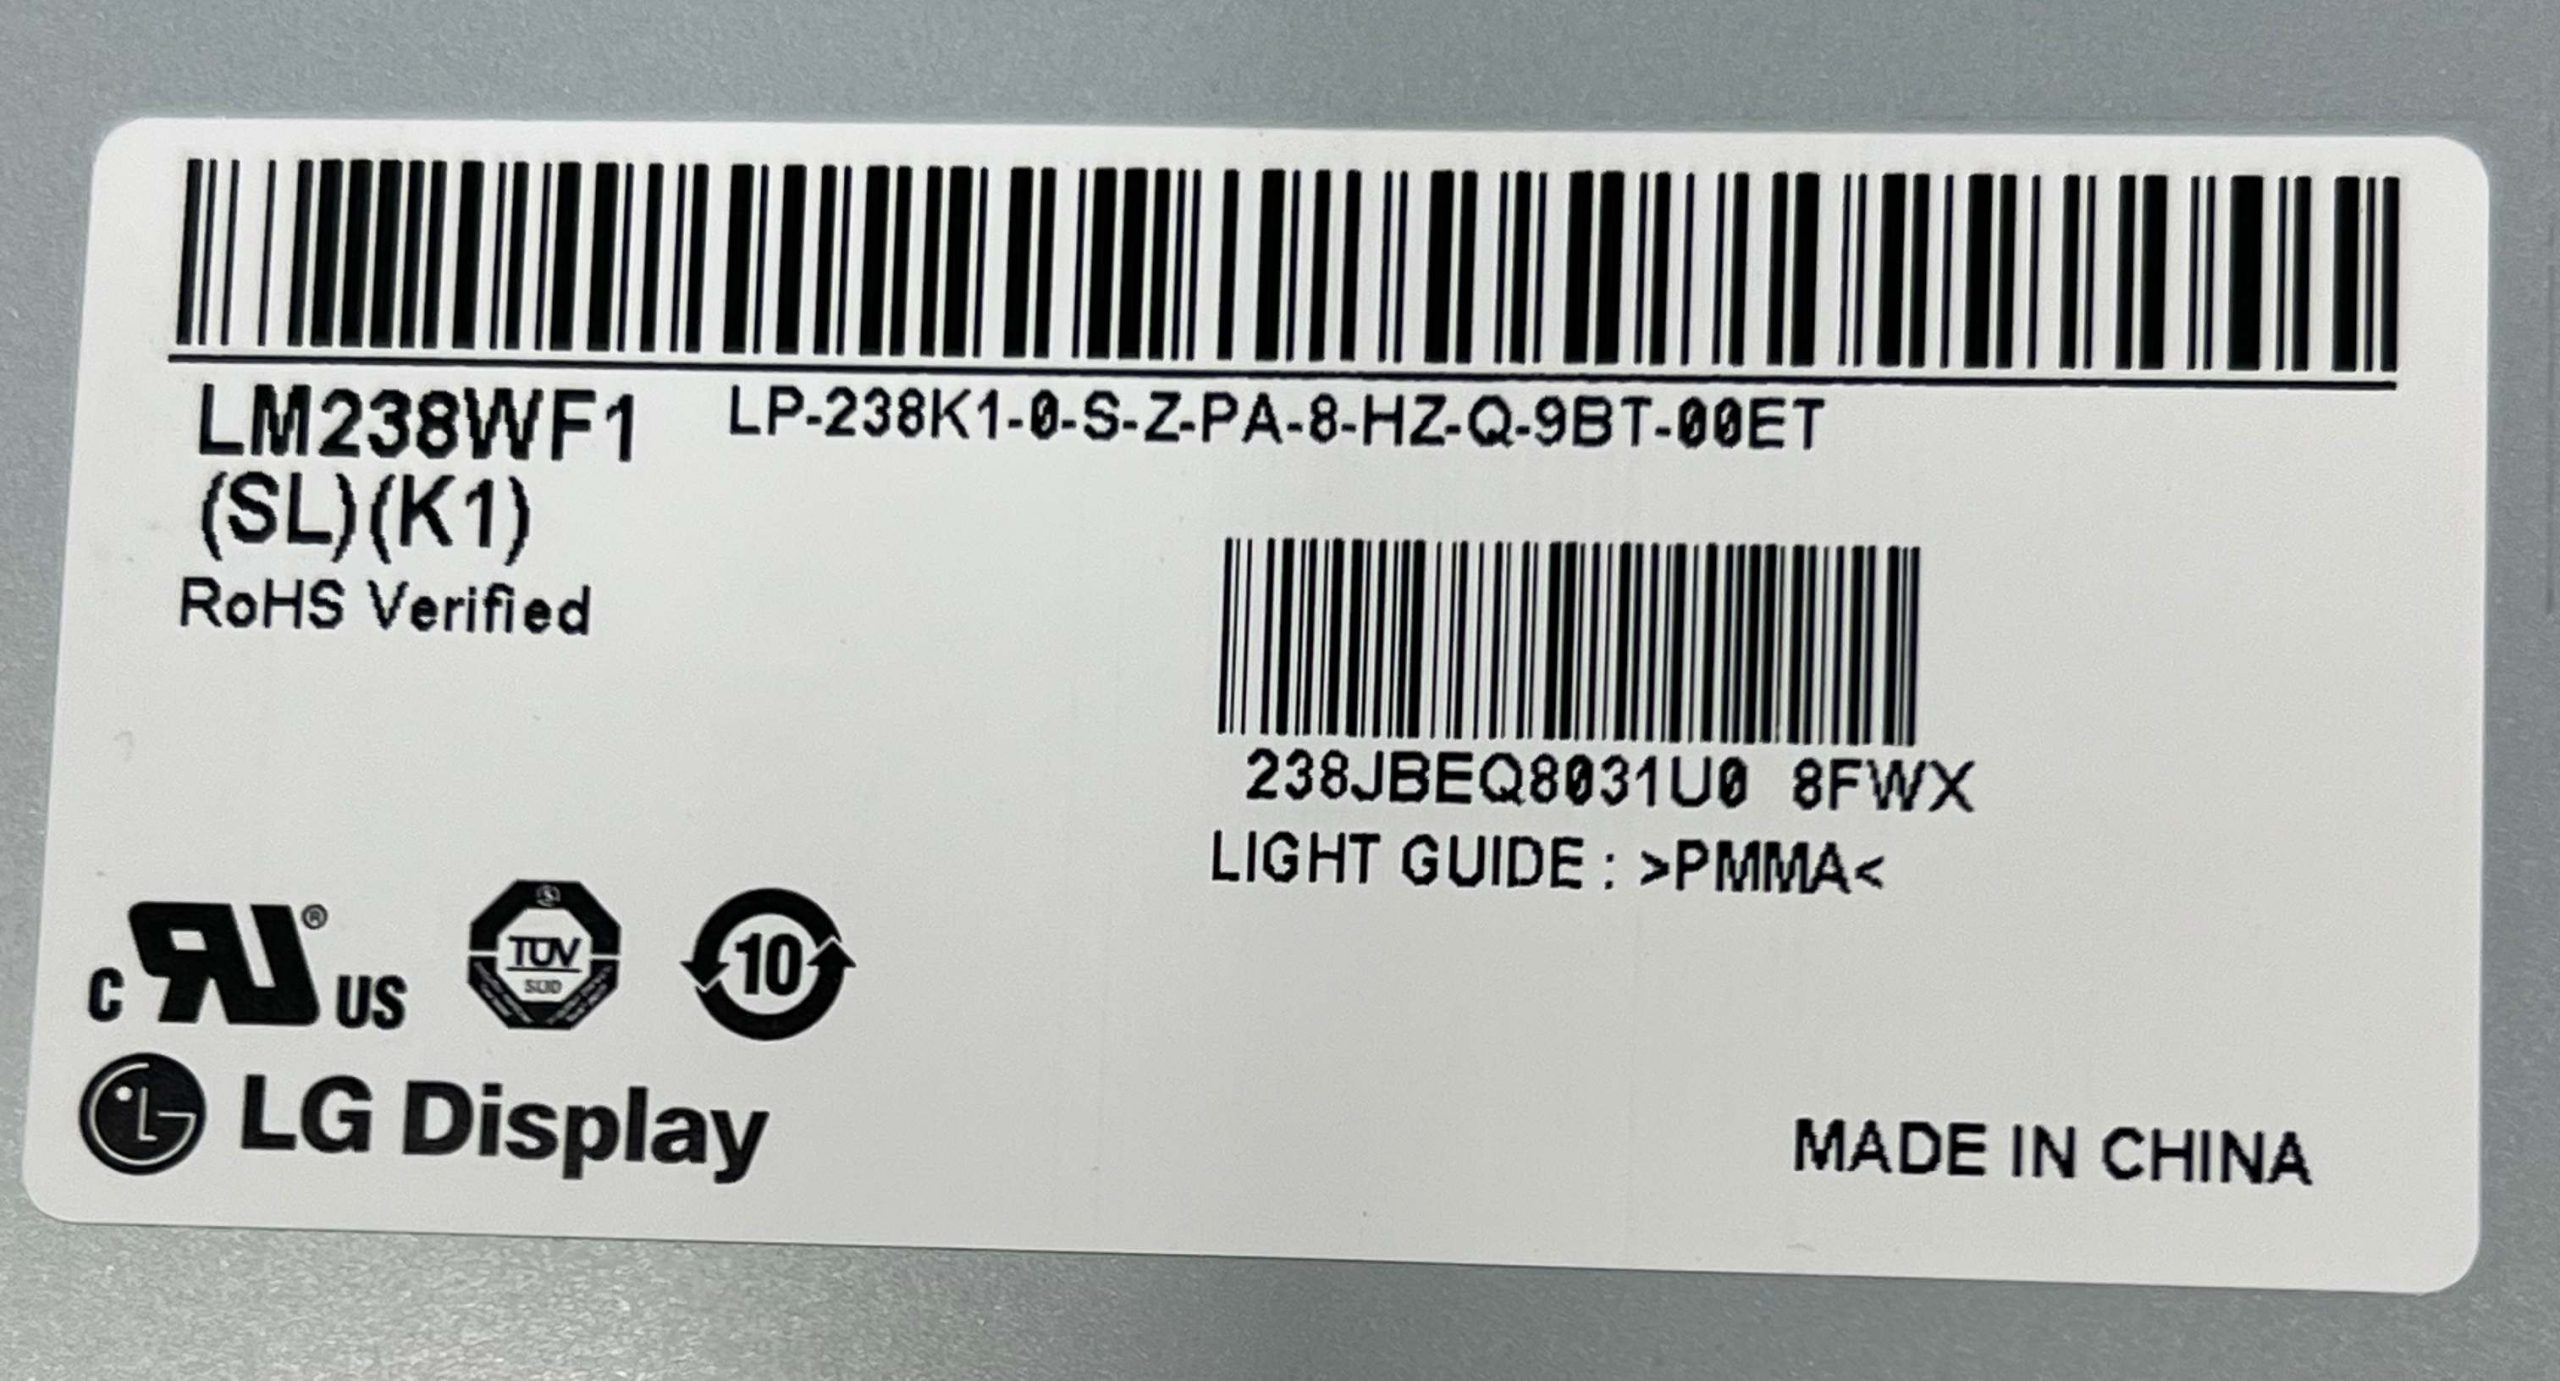 LM238WF1 LP-238K1-0-S-Z-PA-8-HZ-Q-9BT-00ET
(SL)(K1)
RoHS Verified
238JBEQ8031U0 8FWX
LIGHT GUIDE : >PMMA<
c RU ® US TÜV 10
LG Display
MADE IN CHINA